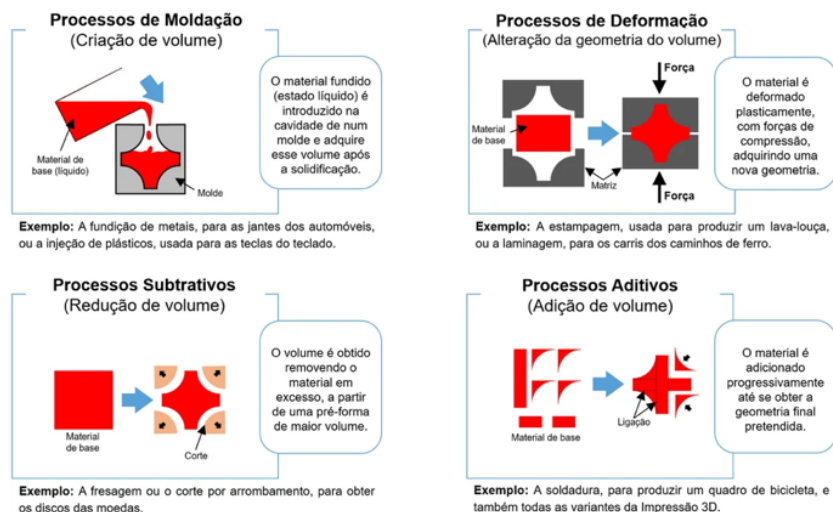 Processos de Moldação
(Criação de volume)
O material fundido
(estado líquido) é
introduzido na
cavidade de num
molde e adquire
esse volume após
a solidificação.
Material de
base (líquido)
Molde
Exemplo: A fundição de metais, para as jantes dos automóveis,
ou a injeção de plásticos, usada para as teclas do teclado.
Processos de Deformação
(Alteração da geometria do volume)
Força
Material
de base
Matriz
Força
O material é
deformado
plasticamente,
com forças de
compressão,
adquirindo uma
nova geometria.
Exemplo: A estampagem, usada para produzir um lava-louça,
ou a laminagem, para os carris dos caminhos de ferro.
Processos Subtrativos
(Redução de volume)
O volume é obtido
removendo o
material em
excesso, a partir
de uma pré-forma
de maior volume.
Material
de base
Corte
Exemplo: A fresagem ou o corte por arrombamento, para obter
os discos das moedas.
Processos Aditivos
(Adição de volume)
O material é
adicionado
progressivamente
até se obter a
geometria final
pretendida.
Ligação
Material de base
Exemplo: A soldadura, para produzir um quadro de bicicleta, e
também todas as variantes da Impressão 3D.